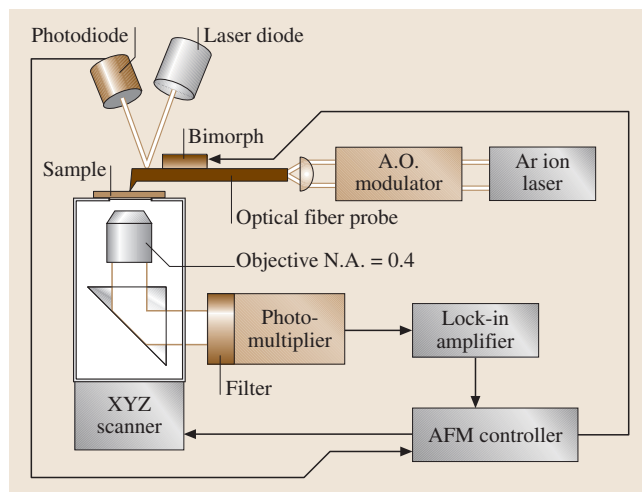 Photodiode
Laser diode
Bimorph
Sample
A.O.
modulator
Ar ion
laser
Optical fiber probe
Objective N.A. = 0.4
Photo-
multiplier
Lock-in
amplifier
Filter
XYZ
scanner
AFM controller